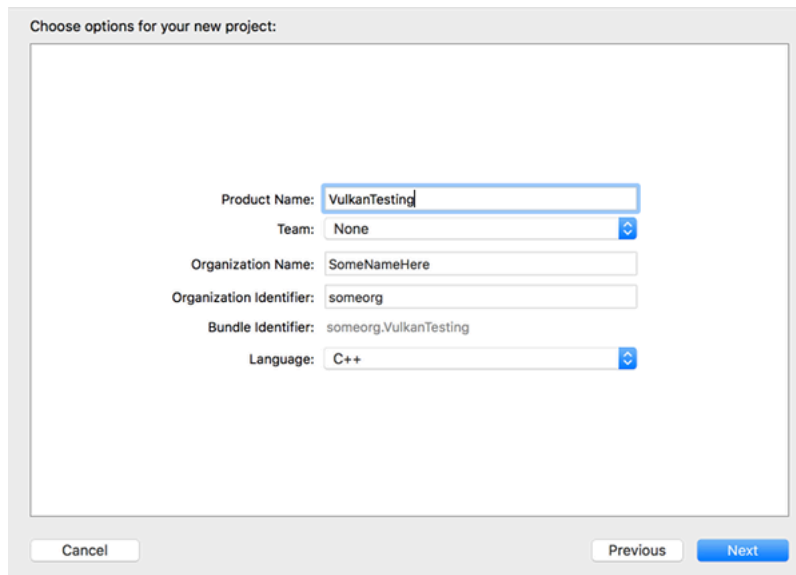 Choose options for your new project:
Product Name: VulkanTesting
Team: None
Organization Name: SomeNameHere
Organization Identifier: someorg
Bundle Identifier: someorg.VulkanTesting
Language: C++
Cancel Previous Next